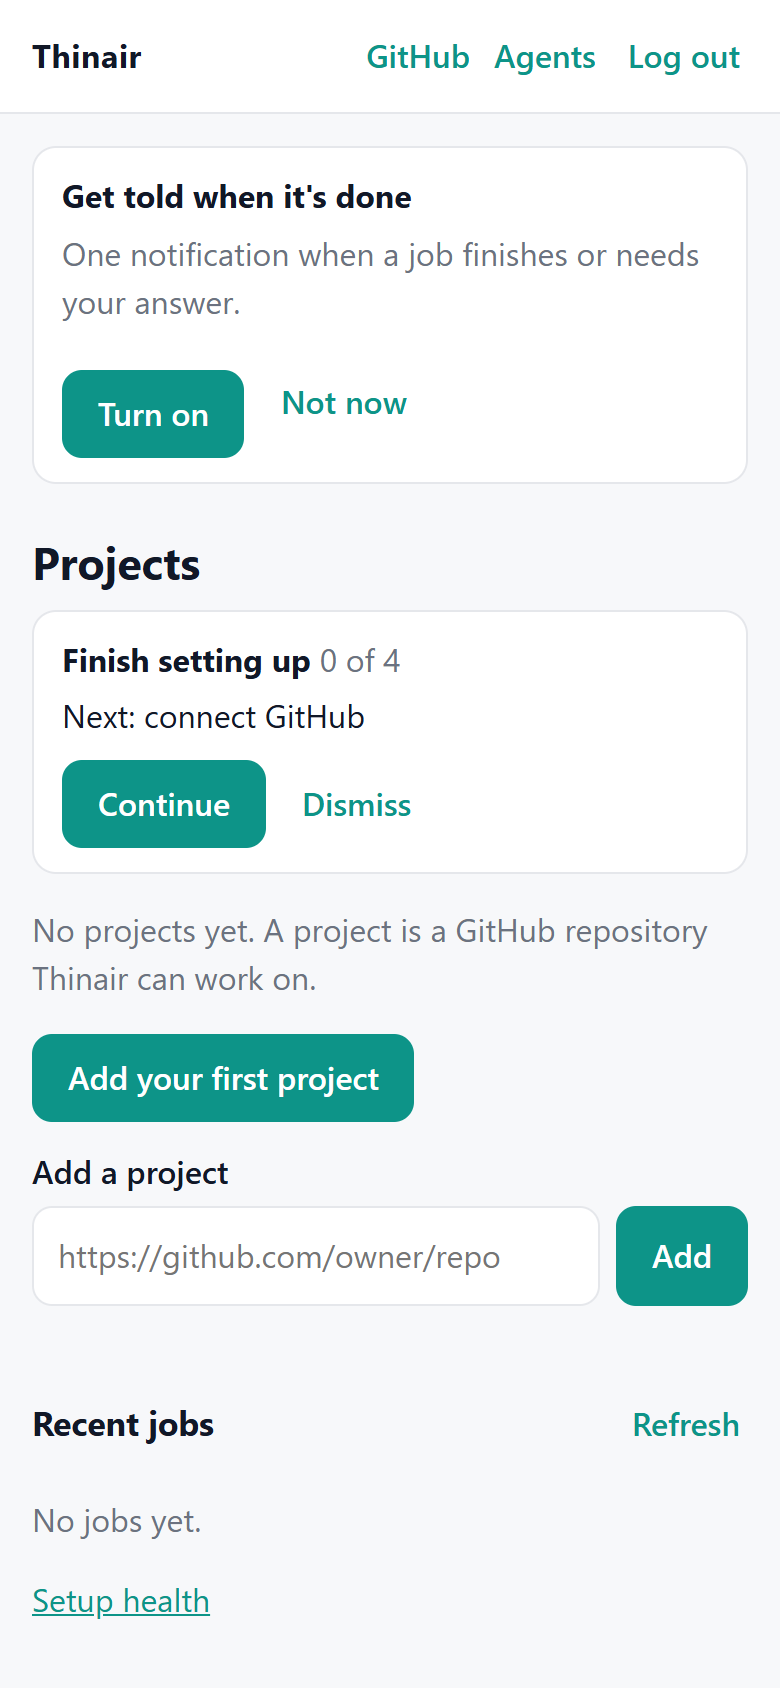 Thinair
GitHub Agents Log out
Get told when it's done
One notification when a job finishes or needs
your answer.
Turn on Not now
Projects
Finish setting up 0 of 4
Next: connect GitHub
Continue Dismiss
No projects yet. A project is a GitHub repository
Thinair can work on.
Add your first project
Add a project
https://github.com/owner/repo Add
Recent jobs Refresh
No jobs yet.
Setup health